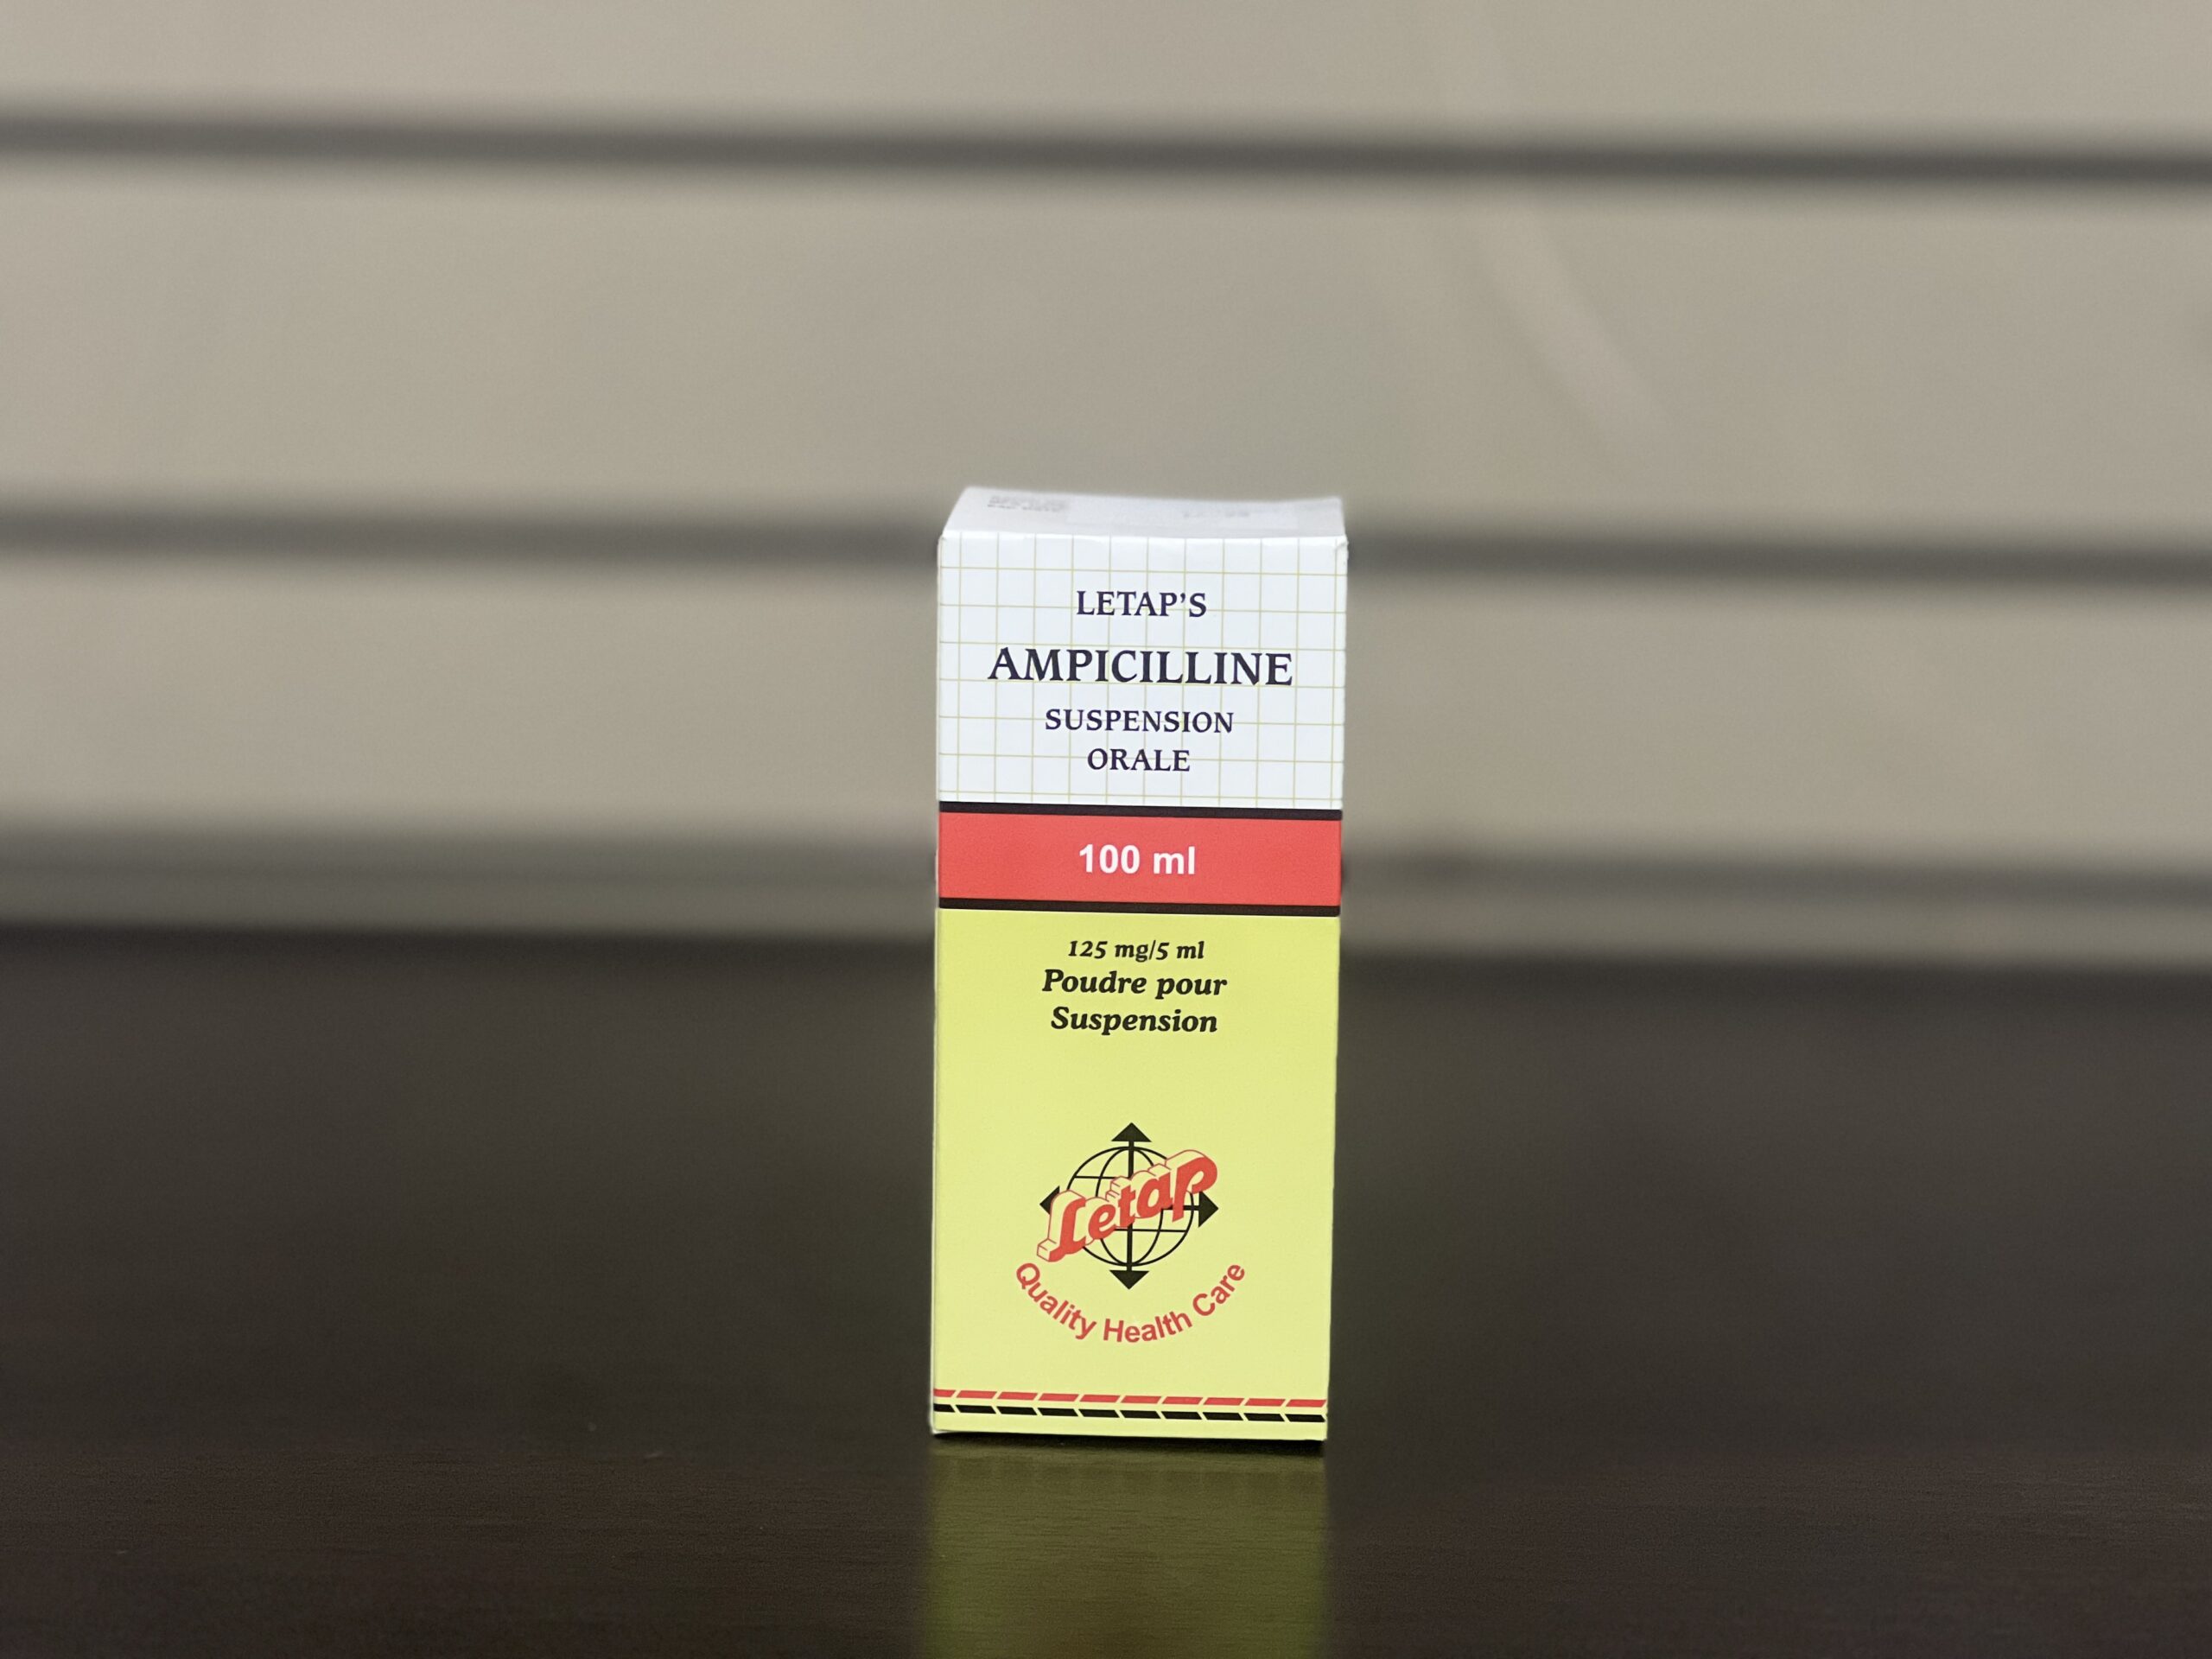 LETAP'S
AMPICILLINE
SUSPENSION
ORALE
100 ml
125 mg/5 ml
Poudre pour
Suspension
Letap
Quality Health Care